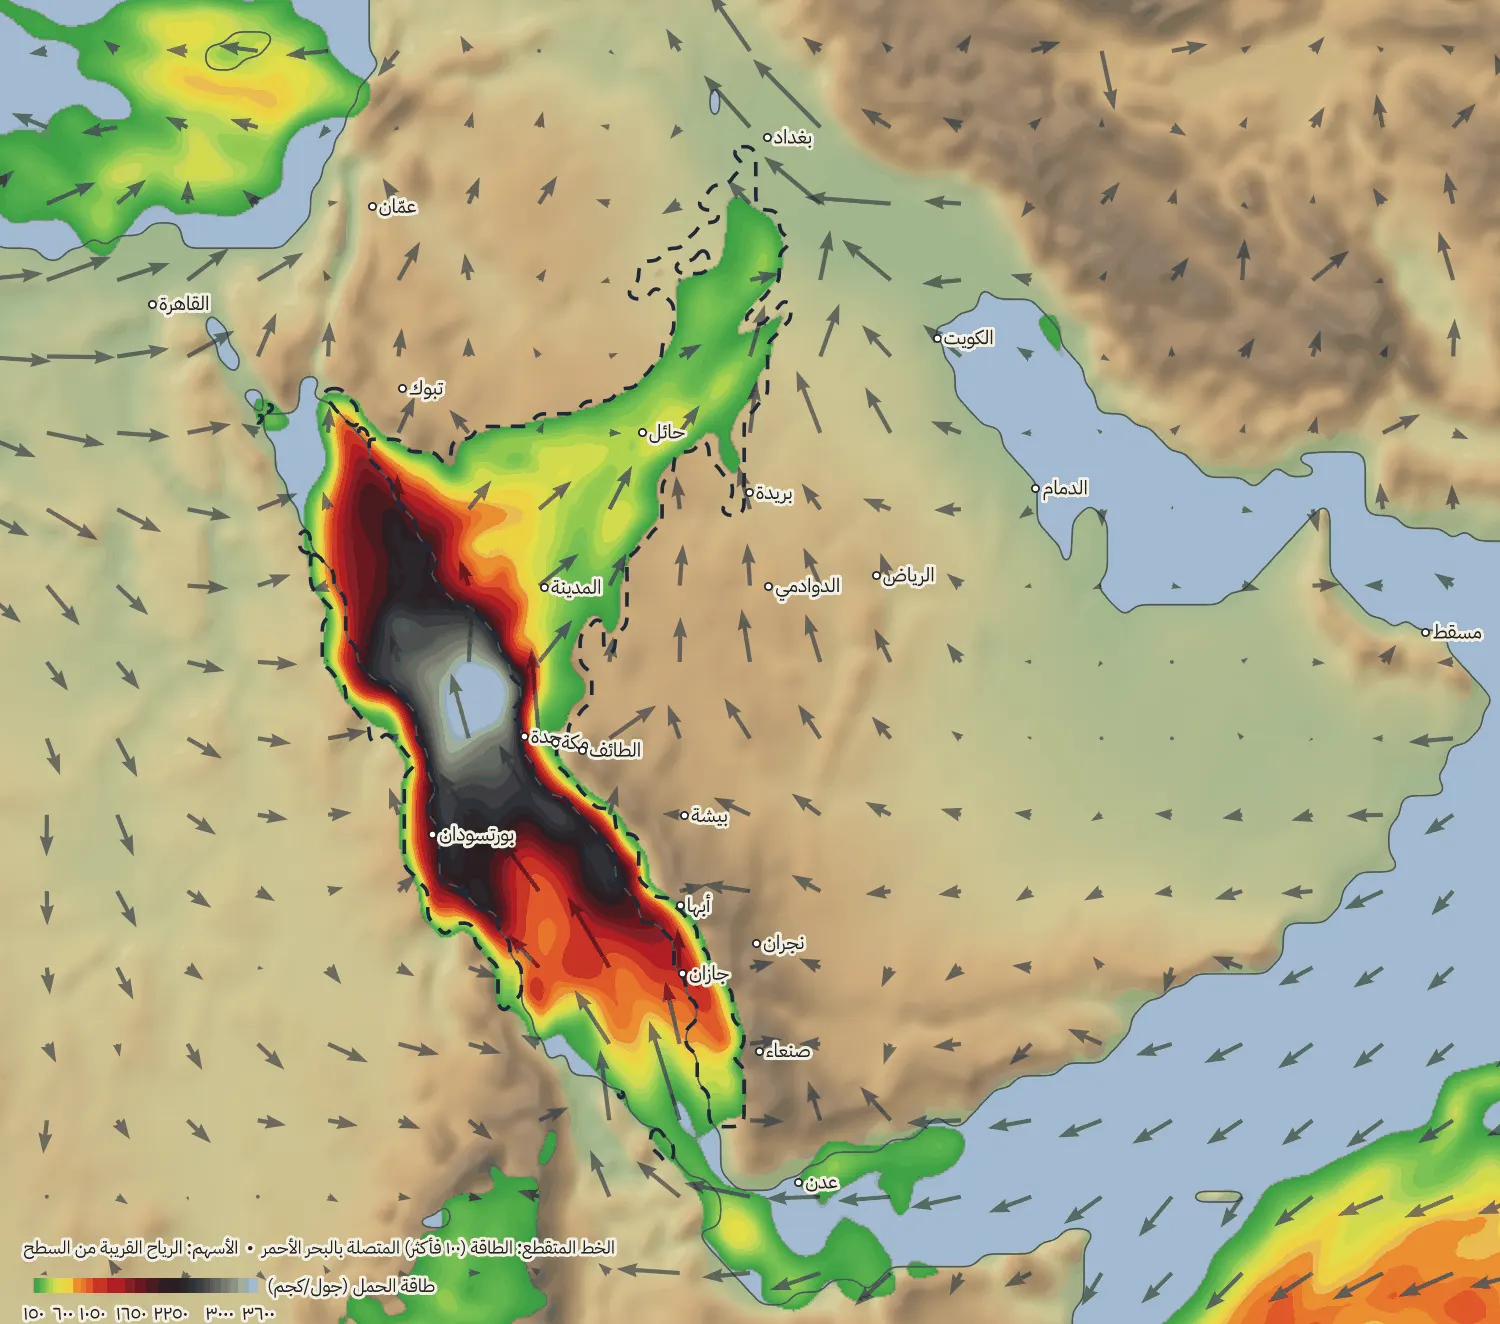 بغداد
عمّان
القاهرة
الكويت
تبوك
حائل
الدمام
بريدة
الرياض
الدوادمي
المدينة
مسقط
جدة
مكة
الطائف
بيشة
بورتسودان
أبها
نجران
جازان
صنعاء
عدن
الخط المتقطع: الطاقة (١٠٠ فأكثر) المتصلة بالبحر الأحمر • الأسهم: الرياح القريبة من السطح
طاقة الحمل (جول/كجم)
١٥٠ ٦٠٠ ١٠٥٠ ١٦٥٠ ٢٢٥٠ ٣٠٠٠ ٣٦٠٠